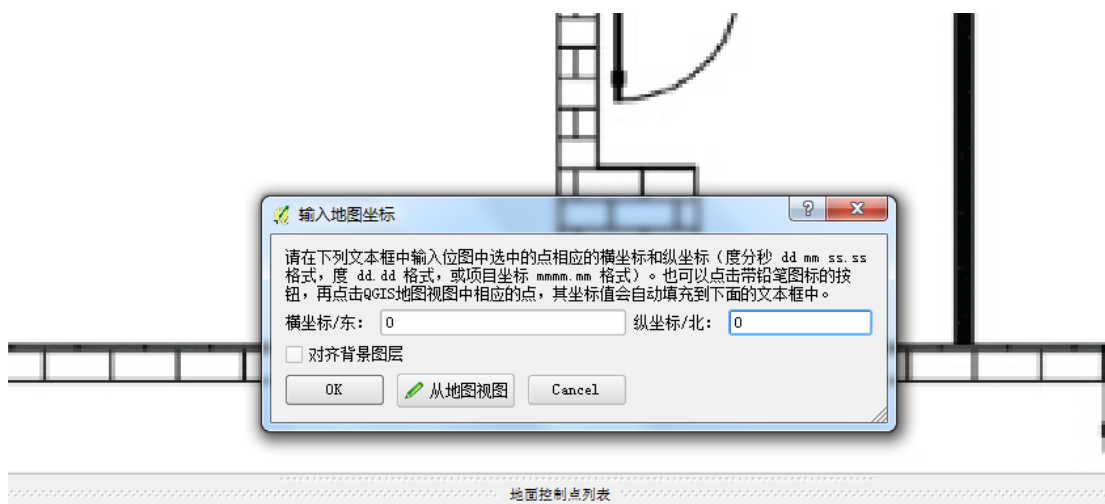 输入地图坐标
请在下列文本框中输入位图中选中的点相应的横坐标和纵坐标（度分秒 dd mm ss.ss
格式，度 dd.dd 格式，或项目坐标 mmmm.mm 格式）。也可以点击带铅笔图标的按
钮，再点击QGIS地图视图中相应的点，其坐标值会自动填充到下面的文本框中。
横坐标/东: 0 纵坐标/北: 0
对齐背景图层
OK 从地图视图 Cancel
地面控制点列表